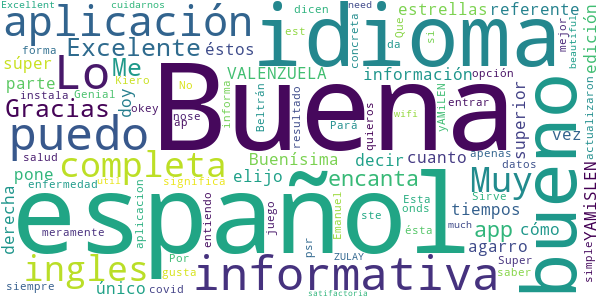 Excellent cuidarnos dicen need
aplicación idioma estrellas referente
Que concreta mejor beautiful edición
Excelente éstos forma est si da
súper Lo Me VALENZUELA información opción
parte Kiero doy No informa Beltrán resultado Pará quieros wifi yAMiLEN entrar actualizaron
instala Genial okey nose ap
Gracias puedo Buena bueno
superior vez YAMiSLEN
salud completa Buenísima decir cuanto apenas datos
pone enfermedad util significa elijo encanta Muy
derecha español Emanuel ste Esta onds Sirve tiempos app cómo
meramente aplicacion entiendo juego ésta agarro simple
ingles único Por gusta psr informativa Super much saber
siempre covid ZULAY
satisfactoria